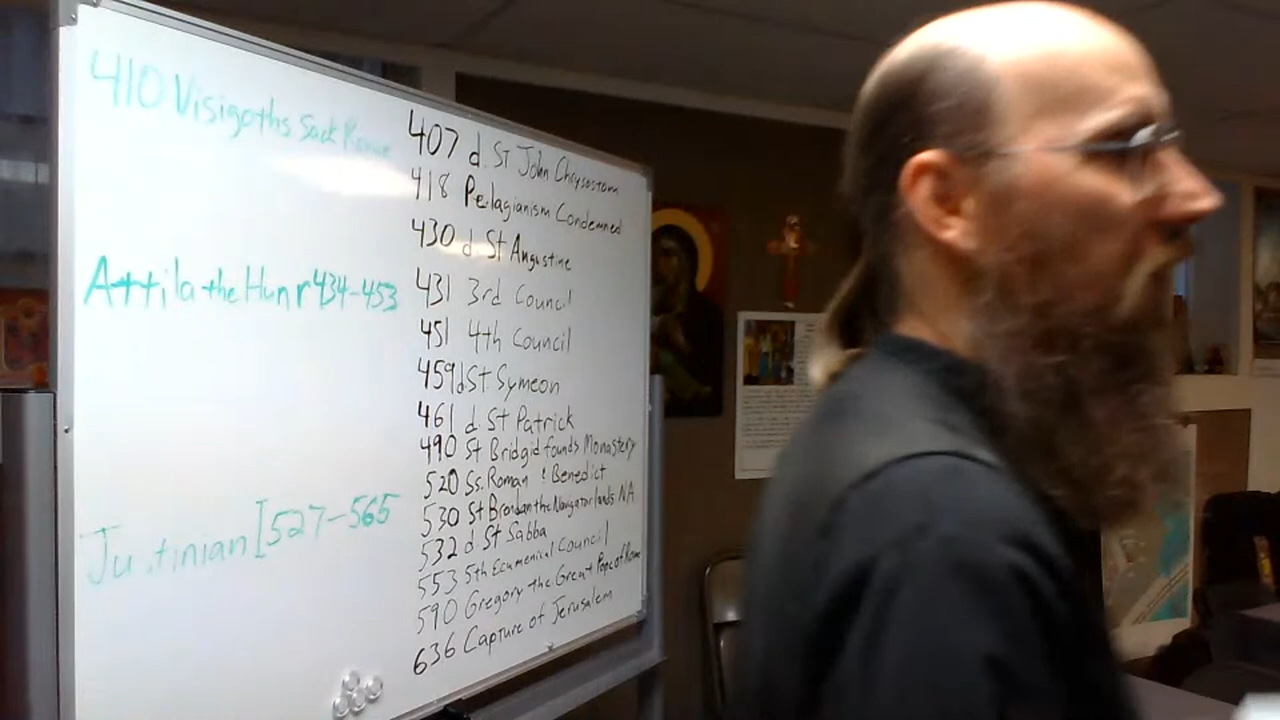 410 Visigoths Sack Rome
Attila the Hun r 434-453
Ju.tinian I 527-565
407 d. St John Chrysostom
418 Pelagianism Condemned
430 d St Augustine
431 3rd Council
451 4th Council
459 d St Symeon
461 d St Patrick
490 St Bridgid founds Monastery
520 Ss. Roman & Benedict
530 St Brendan the Navigator lands NA
532 d St Sabba
553 5th Ecumenical Council
590 Gregory the Great Pope of Rome
636 Capture of Jerusalem